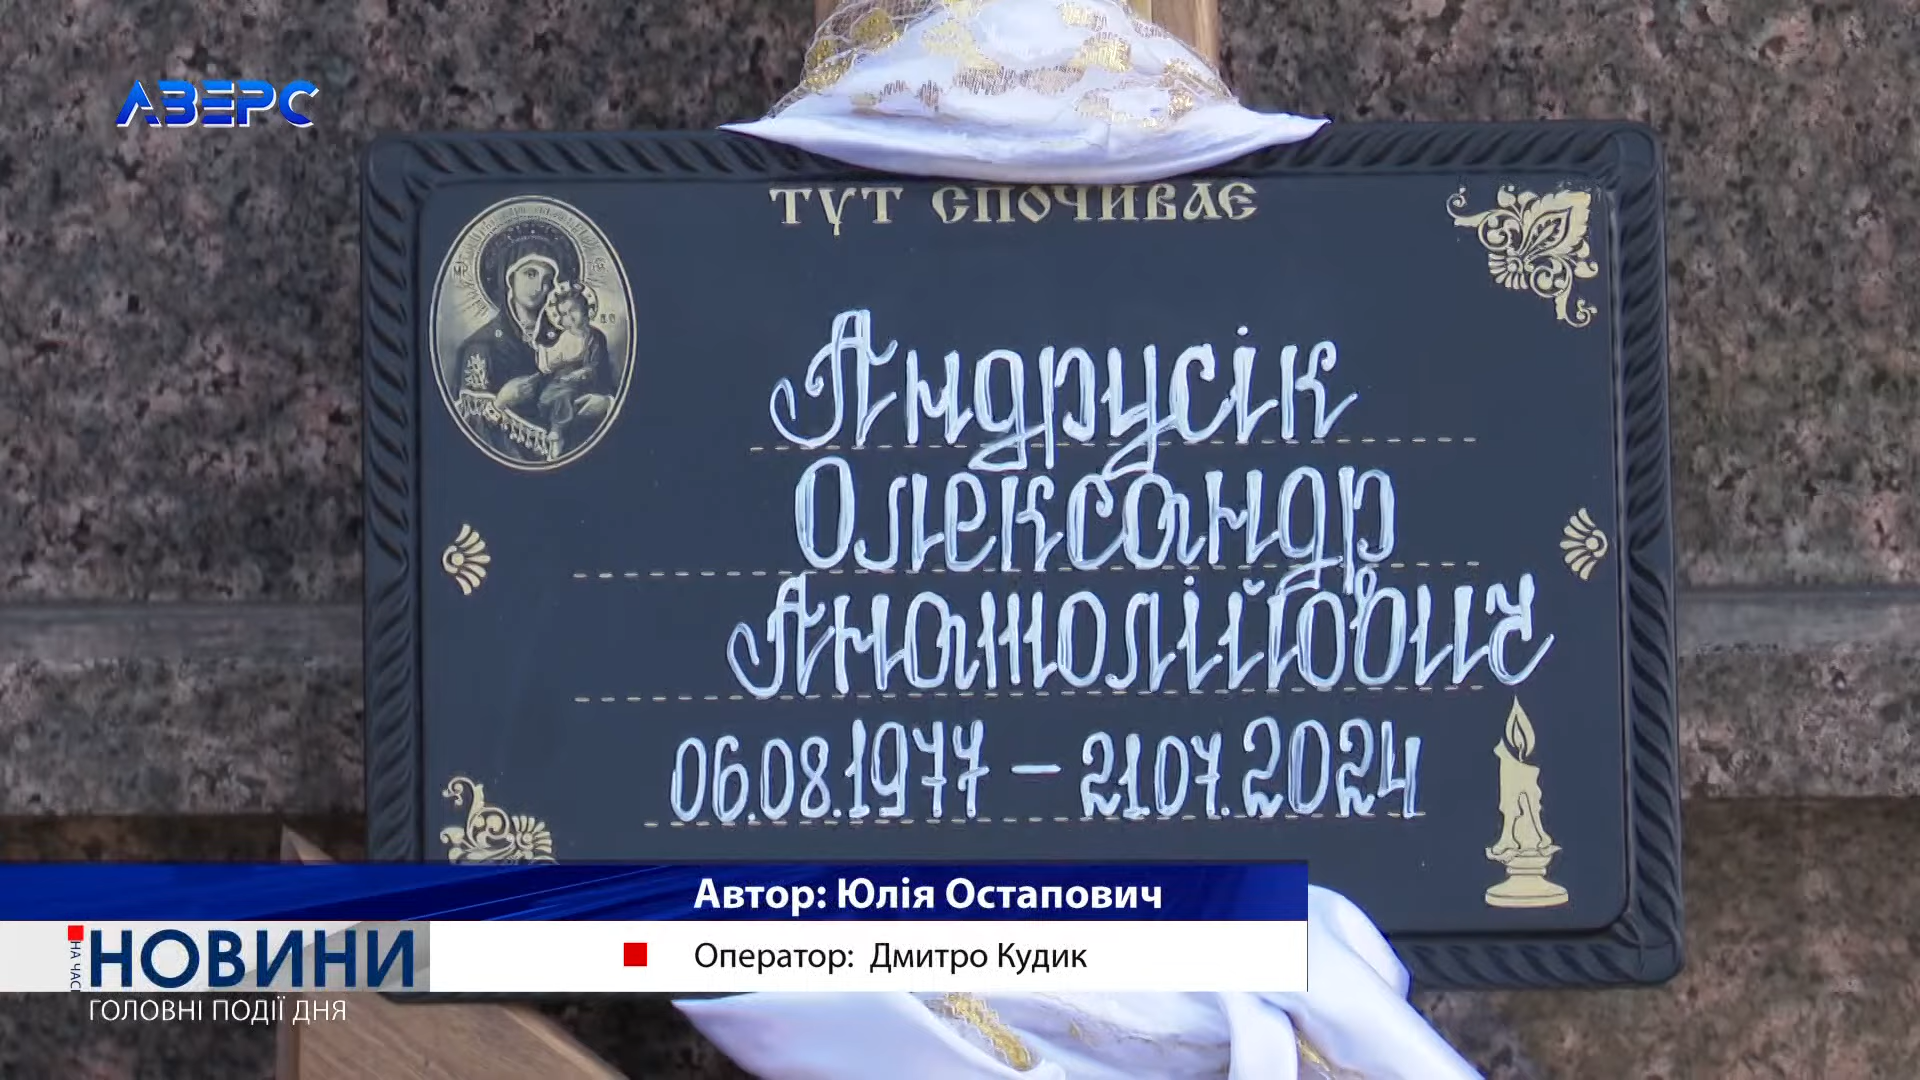 АВЕРС
ТУТ СПОЧИВАЄ
Андрусік
Олександр
Анатолійович
06.08.1977 – 21.07.2024
Автор: Юлія Остапович
Оператор: Дмитро Кудик
НА ЧАСІ
НОВИНИ
ГОЛОВНІ ПОДІЇ ДНЯ